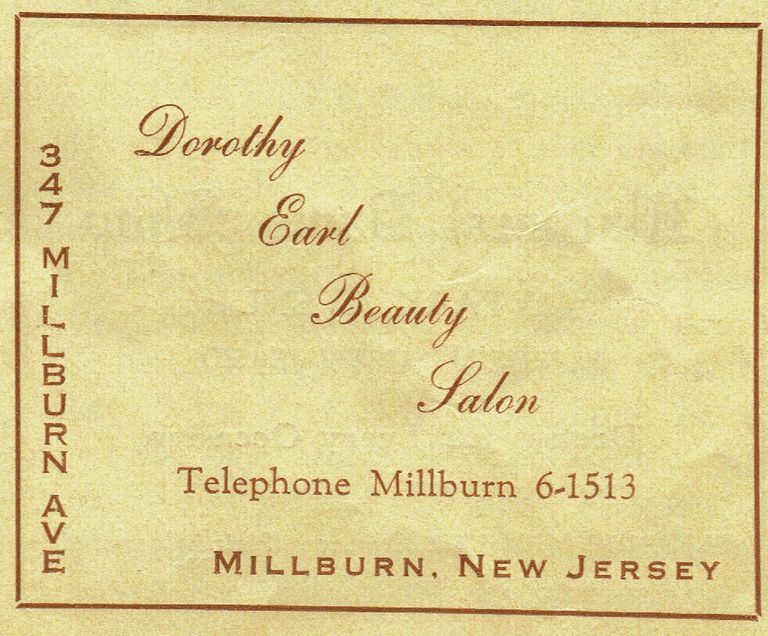 347 MILLBURN AVE
Dorothy
Earl
Beauty
Salon
Telephone Millburn 6-1513
MILLBURN, NEW JERSEY